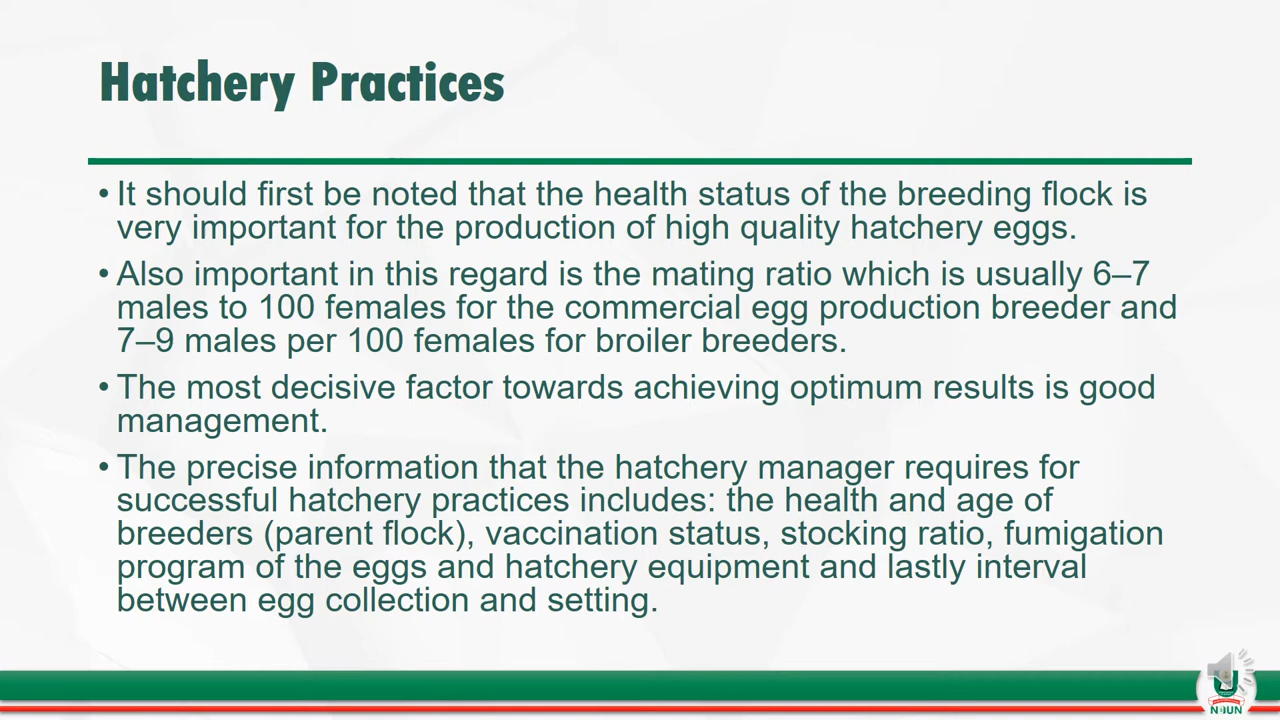 Hatchery Practices
• It should first be noted that the health status of the breeding flock is
very important for the production of high quality hatchery eggs.
• Also important in this regard is the mating ratio which is usually 6–7
males to 100 females for the commercial egg production breeder and
7–9 males per 100 females for broiler breeders.
• The most decisive factor towards achieving optimum results is good
management.
• The precise information that the hatchery manager requires for
successful hatchery practices includes: the health and age of
breeders (parent flock), vaccination status, stocking ratio, fumigation
program of the eggs and hatchery equipment and lastly interval
between egg collection and setting.
NOUN